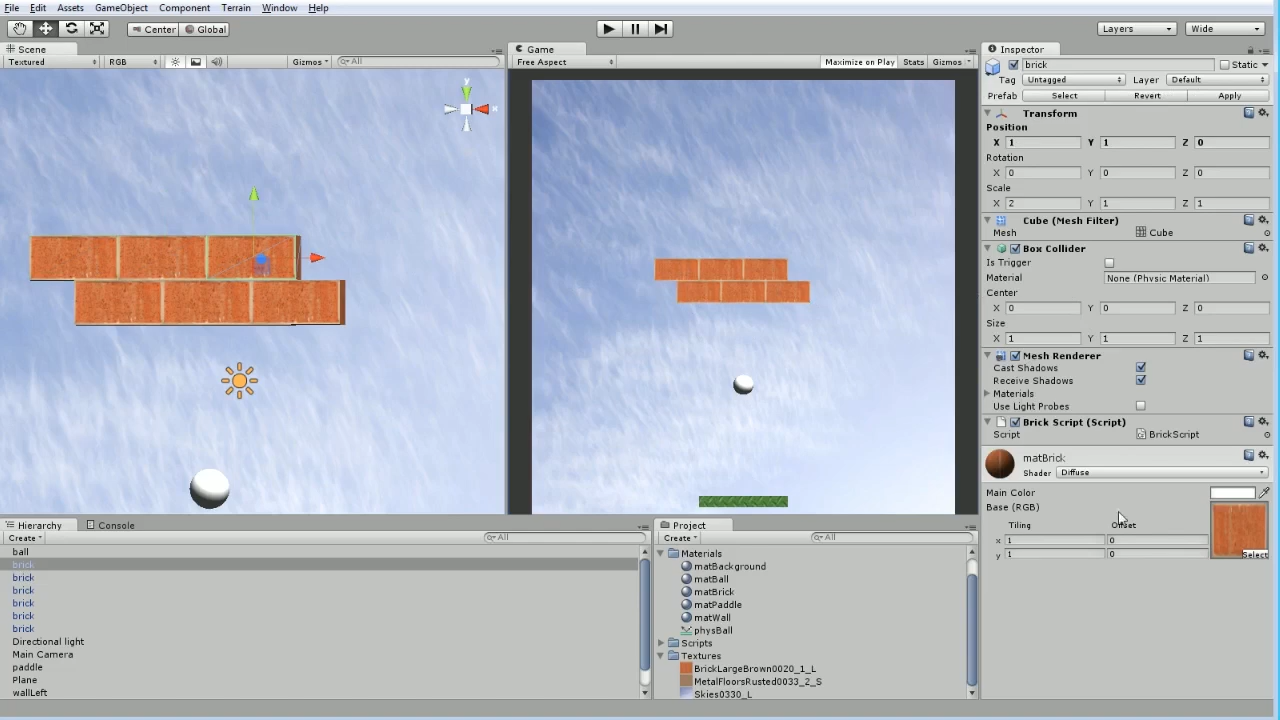 File Edit Assets GameObject Component Terrain Window Help
Center Global Layers Wide
Scene
Textured RGB Gizmos All
Game
Free Aspect Maximize on Play Stats Gizmos
Inspector
brick Static
Tag Untagged Layer Default
Prefab Select Revert Apply
Transform
Position
X 1 Y 1 Z 0
Rotation
X 0 Y 0 Z 0
Scale
X 2 Y 1 Z 1
Cube (Mesh Filter)
Mesh Cube
Box Collider
Is Trigger
Material None (Physic Material)
Center
X 0 Y 0 Z 0
Size
X 1 Y 1 Z 1
Mesh Renderer
Cast Shadows
Receive Shadows
Materials
Use Light Probes
Brick Script (Script)
Script BrickScript
matBrick
Shader Diffuse
Main Color
Base (RGB)
Tiling Offset
x 1 0
y 1 0
Select
y
x
Hierarchy Console
Create All
ball
brick
brick
brick
brick
brick
brick
Directional light
Main Camera
paddle
Plane
wallLeft
Project
Create All
Materials
matBackground
matBall
matBrick
matPaddle
matWall
physBall
Scripts
Textures
BrickLargeBrown0020_1_L
MetalFloorsRusted0033_2_S
Skies0330_L